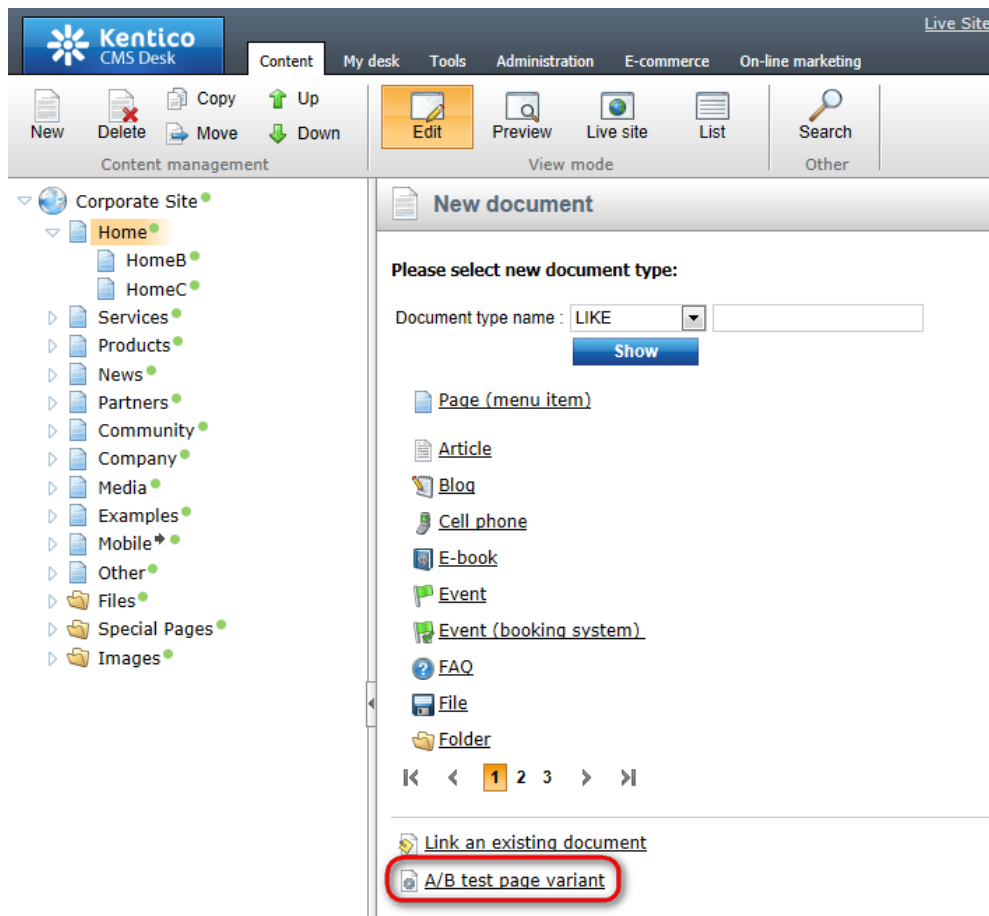 Live Site
Kentico
CMS Desk
Content My desk Tools Administration E-commerce On-line marketing
New Delete Copy Move Up Down
Content management
Edit Preview Live site List
View mode
Search
Other
Corporate Site
Home
HomeB
HomeC
Services
Products
News
Partners
Community
Company
Media
Examples
Mobile
Other
Files
Special Pages
Images
New document
Please select new document type:
Document type name : LIKE
Show
Page (menu item)
Article
Blog
Cell phone
E-book
Event
Event (booking system)
FAQ
File
Folder
1 2 3
Link an existing document
A/B test page variant